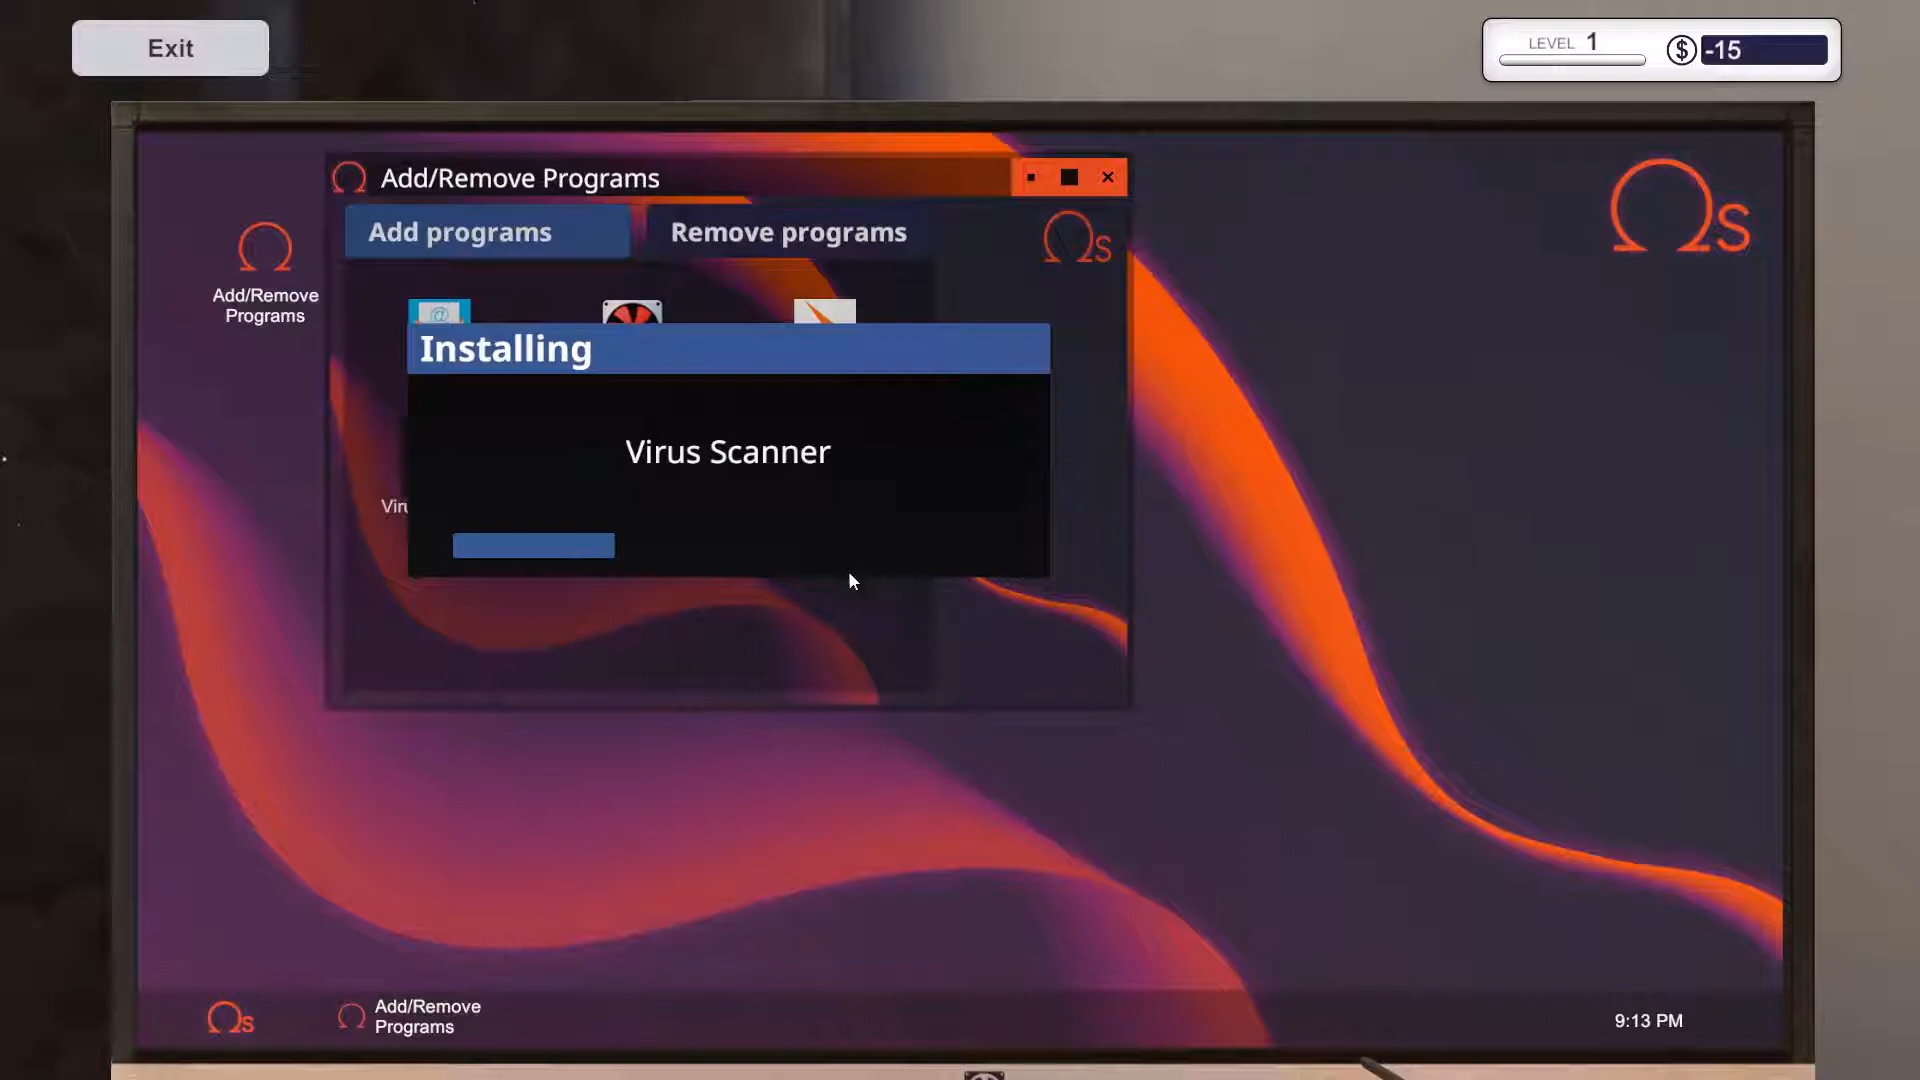 Exit
LEVEL 1
$ -15
Add/Remove Programs
Add programs
Remove programs
Ωs
Ωs
Add/Remove
Programs
@
Installing
Virus Scanner
Viru
Ωs
Add/Remove
Programs
9:13 PM